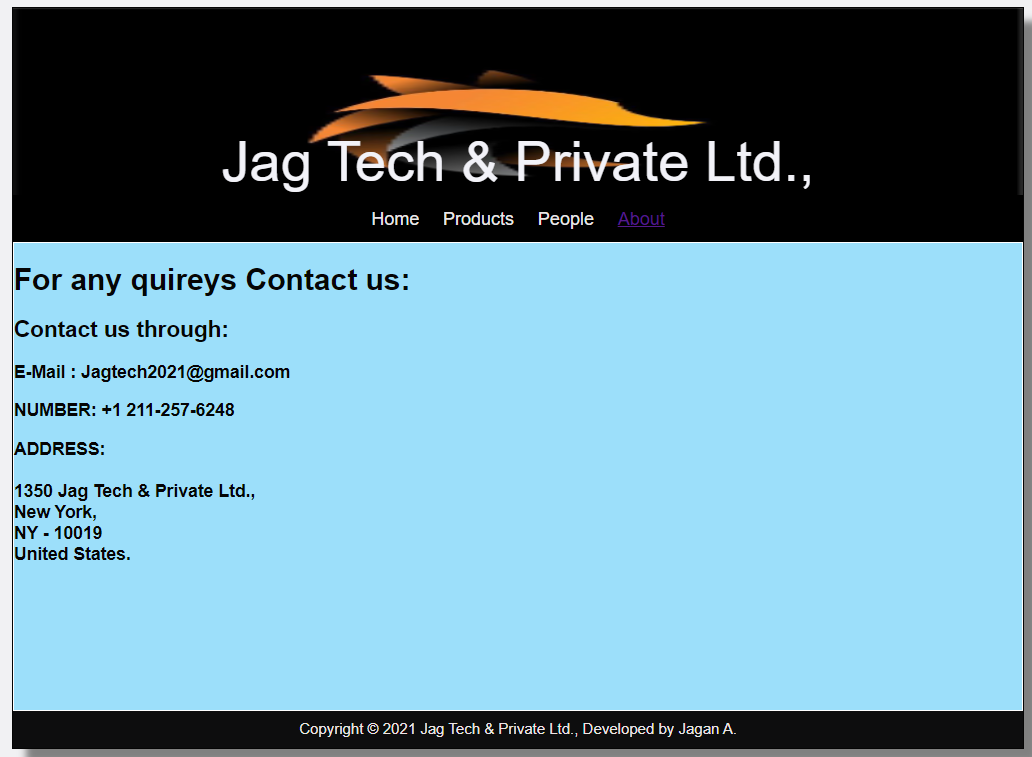 Jag Tech & Private Ltd.,
Home Products People About
For any quireys Contact us:
Contact us through:
E-Mail : Jagtech2021@gmail.com
NUMBER: +1 211-257-6248
ADDRESS:
1350 Jag Tech & Private Ltd.,
New York,
NY - 10019
United States.
Copyright © 2021 Jag Tech & Private Ltd., Developed by Jagan A.